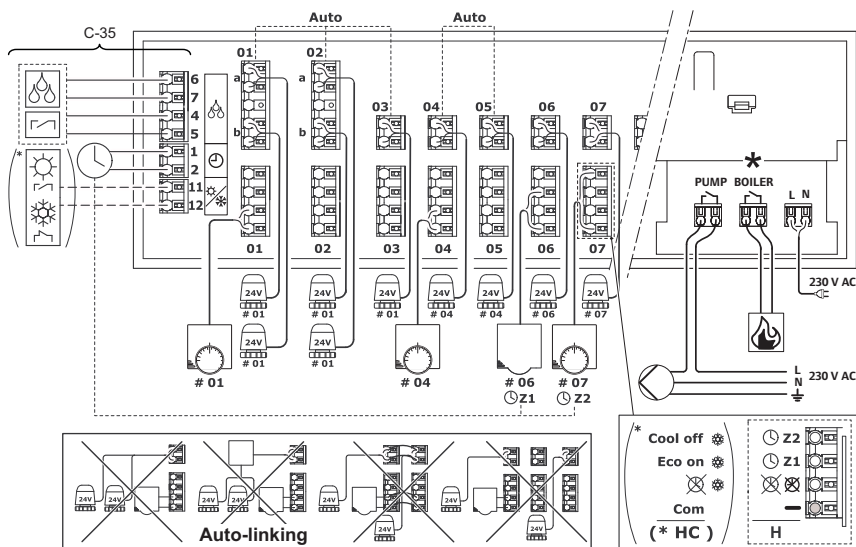 Auto Auto
C-35
01 02
6 a a
7
4 03 04 05 06 07
5 b b
1
2
11
12
*
PUMP BOILER
L N
01 02 03 04 05 06 07
230 V AC
24V 24V 24V 24V 24V 24V 24V
# 01 # 01 # 01 # 04 # 04 # 06 # 07
24V 24V
# 01 # 01
# 01 # 04 # 06 # 07
Z1 Z2
L
N 230 V AC
*
24V 24V 24V 24V 24V 24V 24V
24V
Auto-linking
* Cool off
Eco on
Com
(* HC )
Z2
Z1
H